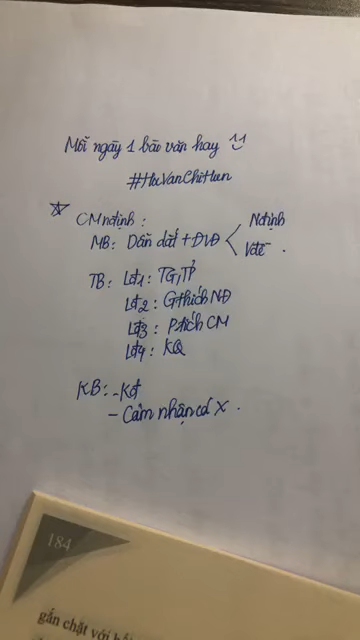 Mỗi ngày 1 bài văn hay
#HocVanChiHien
CM nđịnh :
MB: Dẫn dắt + ĐVĐ < Nđịnh
Vđề .
TB: Lđ1: TG, TP
Lđ2: Gthích NĐ
Lđ3: Ptích CM
Lđ4: KQ
KB: - Kđ
- Cảm nhận cá X .
184
gắn chặt với